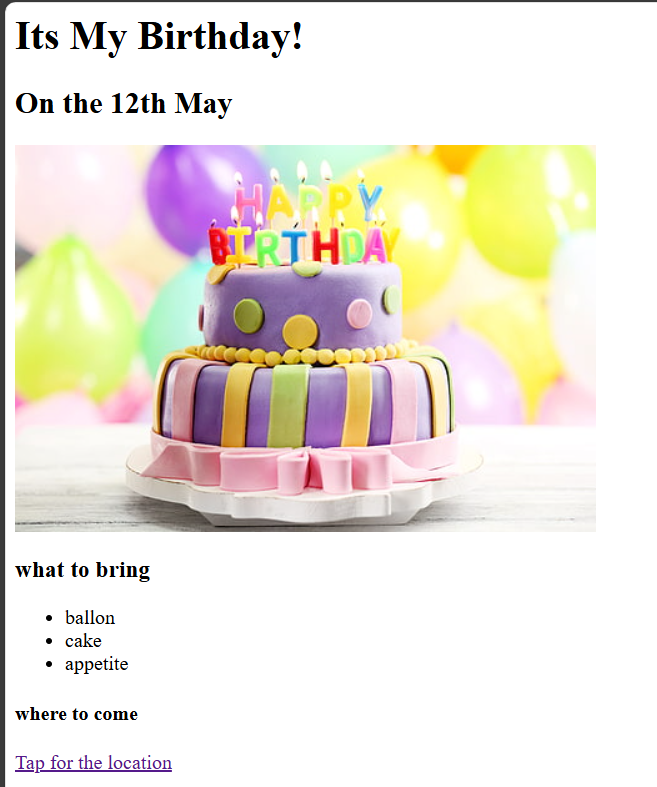 Its My Birthday!
On the 12th May
HAPPY
BIRTHDAY
what to bring
ballon
cake
appetite
where to come
Tap for the location